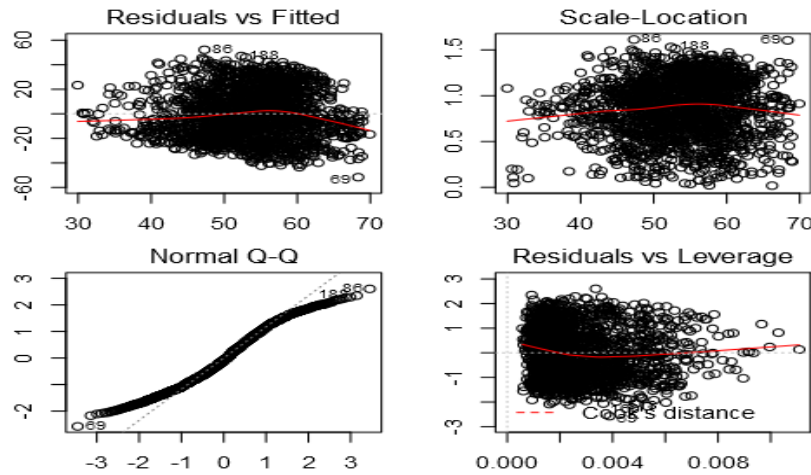 Residuals vs Fitted
86
188
69
60
20
-20
-60
30 40 50 60 70
Scale-Location
86
188
69
1.5
1.0
0.5
0.0
30 40 50 60 70
Normal Q-Q
86
188
69
3
2
0
-2
-3 -2 -1 0 1 2 3
Residuals vs Leverage
3
1
-1
-3
Cook's distance
69
0.000 0.004 0.008